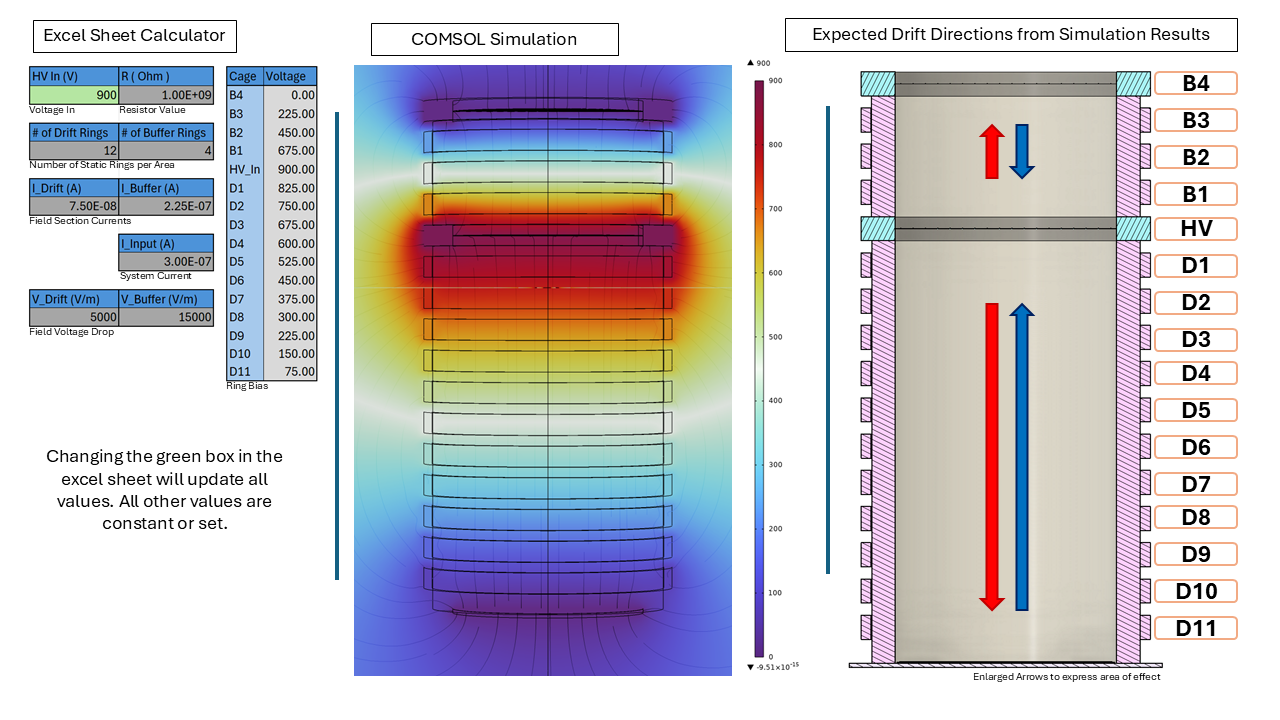 Excel Sheet Calculator
HV In (V) R ( Ohm )
900 1.00E+09
Voltage In Resistor Value
# of Drift Rings # of Buffer Rings
12 4
Number of Static Rings per Area
I_Drift (A) I_Buffer (A)
7.50E-08 2.25E-07
Field Section Currents
I_Input (A)
3.00E-07
System Current
V_Drift (V/m) V_Buffer (V/m)
5000 15000
Field Voltage Drop
Cage Voltage
B4 0.00
B3 225.00
B2 450.00
B1 675.00
HV_In 900.00
D1 825.00
D2 750.00
D3 675.00
D4 600.00
D5 525.00
D6 450.00
D7 375.00
D8 300.00
D9 225.00
D10 150.00
D11 75.00
Ring Bias
Changing the green box in the
excel sheet will update all
values. All other values are
constant or set.
COMSOL Simulation
▲ 900
900
800
700
600
500
400
300
200
100
0
▼ -9.51×10⁻¹⁵
Expected Drift Directions from Simulation Results
B4
B3
B2
B1
HV
D1
D2
D3
D4
D5
D6
D7
D8
D9
D10
D11
Enlarged Arrows to express area of effect